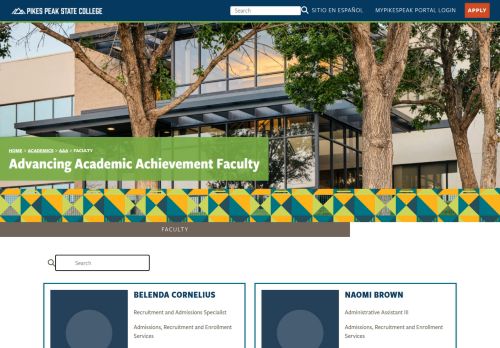 PIKES PEAK STATE COLLEGE
Search
SITIO EN ESPAÑOL
MYPIKESPEAK PORTAL LOGIN
APPLY
HOME > ACADEMICS > AAA > FACULTY
Advancing Academic Achievement Faculty
FACULTY
Search
BELENDA CORNELIUS
Recruitment and Admissions Specialist
Admissions, Recruitment and Enrollment
Services
NAOMI BROWN
Administrative Assistant III
Admissions, Recruitment and Enrollment
Services